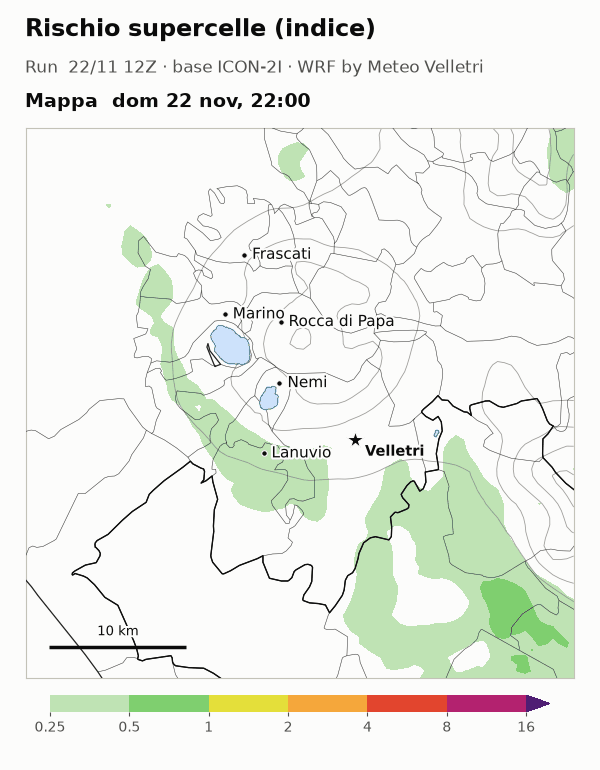 Rischio supercelle (indice)
Run 22/11 12Z · base ICON-2I · WRF by Meteo Velletri
Mappa dom 22 nov, 22:00
Frascati
Marino
Rocca di Papa
Nemi
Velletri
Lanuvio
10 km
0.25 0.5 1 2 4 8 16